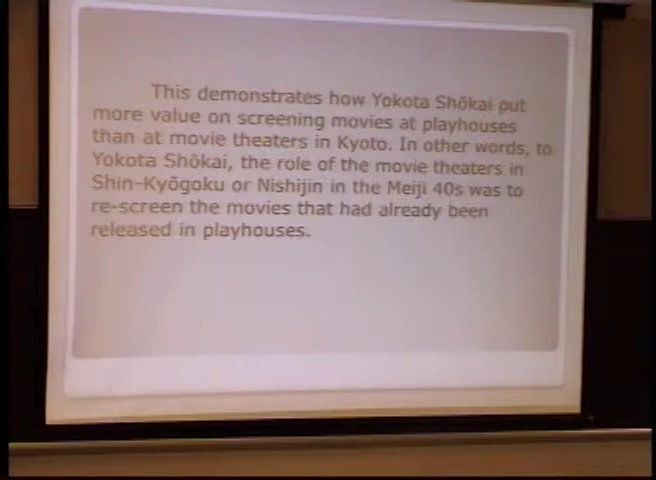 This demonstrates how Yokota Shōkai put
more value on screening movies at playhouses
than at movie theaters in Kyoto. In other words, to
Yokota Shōkai, the role of the movie theaters in
Shin-Kyōgoku or Nishijin in the Meiji 40s was to
re-screen the movies that had already been
released in playhouses.